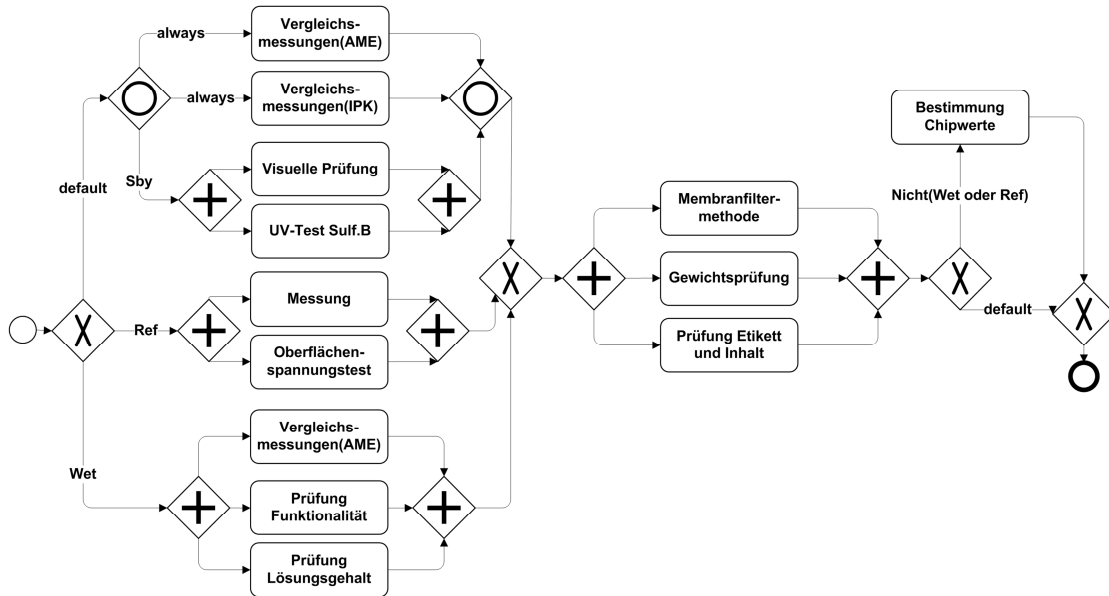 always
Vergleichs-
messungen(AME)
always
Vergleichs-
messungen(IPK)
default
Sby
Visuelle Prüfung
UV-Test Sulf.B
Ref
Messung
Oberflächen-
spannungstest
Wet
Vergleichs-
messungen(AME)
Prüfung
Funktionalität
Prüfung
Lösungsgehalt
Membranfilter-
methode
Gewichtsprüfung
Prüfung Etikett
und Inhalt
Bestimmung
Chipwerte
Nicht(Wet oder Ref)
default